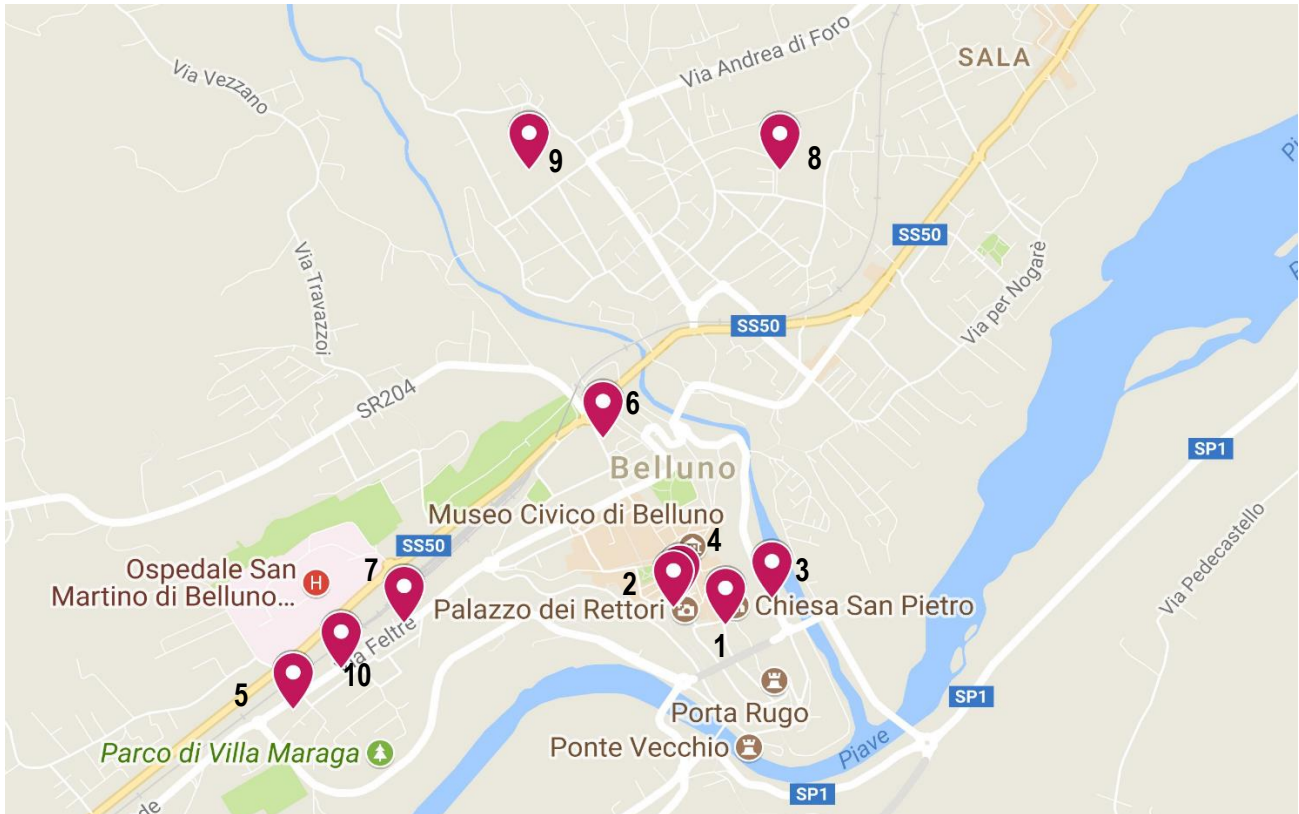 SALA
Via Andrea di Foro
Via Vezzano
9
8
SS50
Via Travazzoi
Via per Nogarè
SS50
SR204
6
SP1
Belluno
Museo Civico di Belluno
4
SS50
Ospedale San
Martino di Belluno...
H
7
2
3
Palazzo dei Rettori
Chiesa San Pietro
1
Via Pedecastello
Feltre
10
5
SP1
Porta Rugo
Parco di Villa Maraga
Ponte Vecchio
Piave
SP1